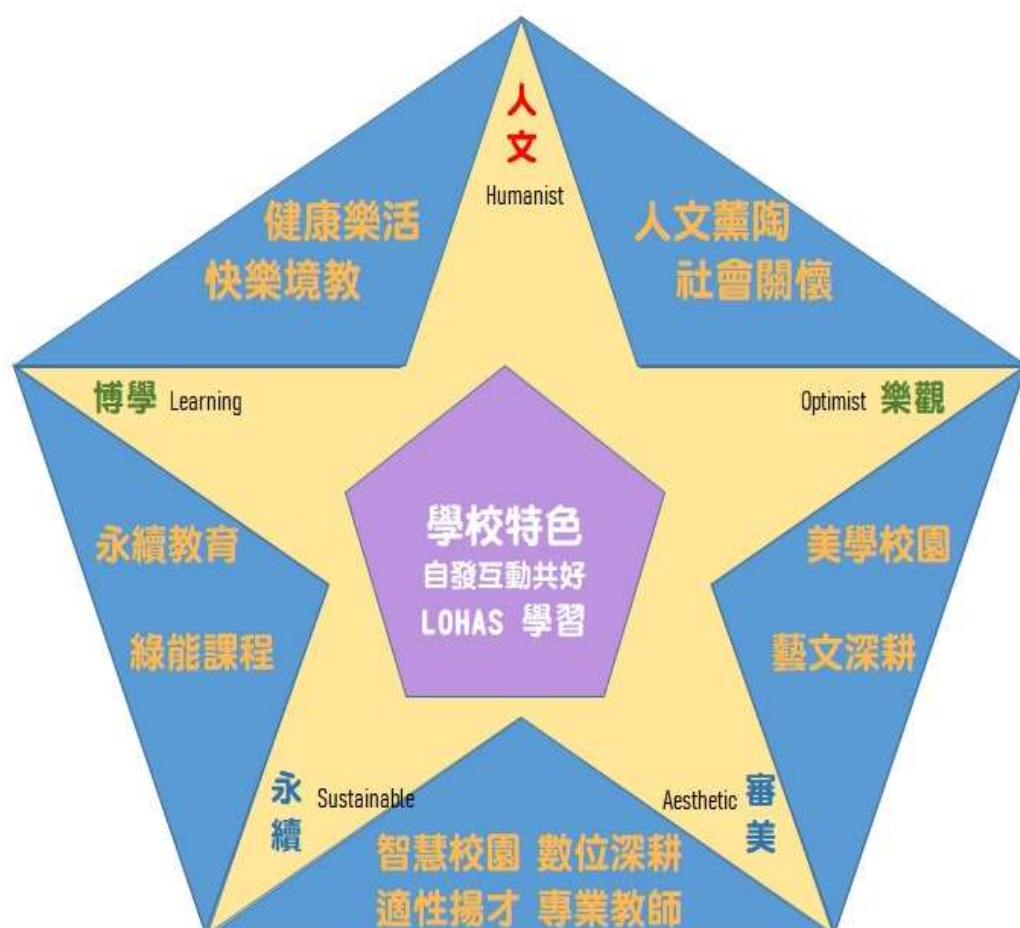 人
文
Humanist
健康樂活
快樂境教
人文薰陶
社會關懷
博學 Learning
Optimist 樂觀
學校特色
自發互動共好
LOHAS 學習
永續教育
綠能課程
美學校園
藝文深耕
永
續
Sustainable
Aesthetic
審
美
智慧校園 數位深耕
適性揚才 專業教師